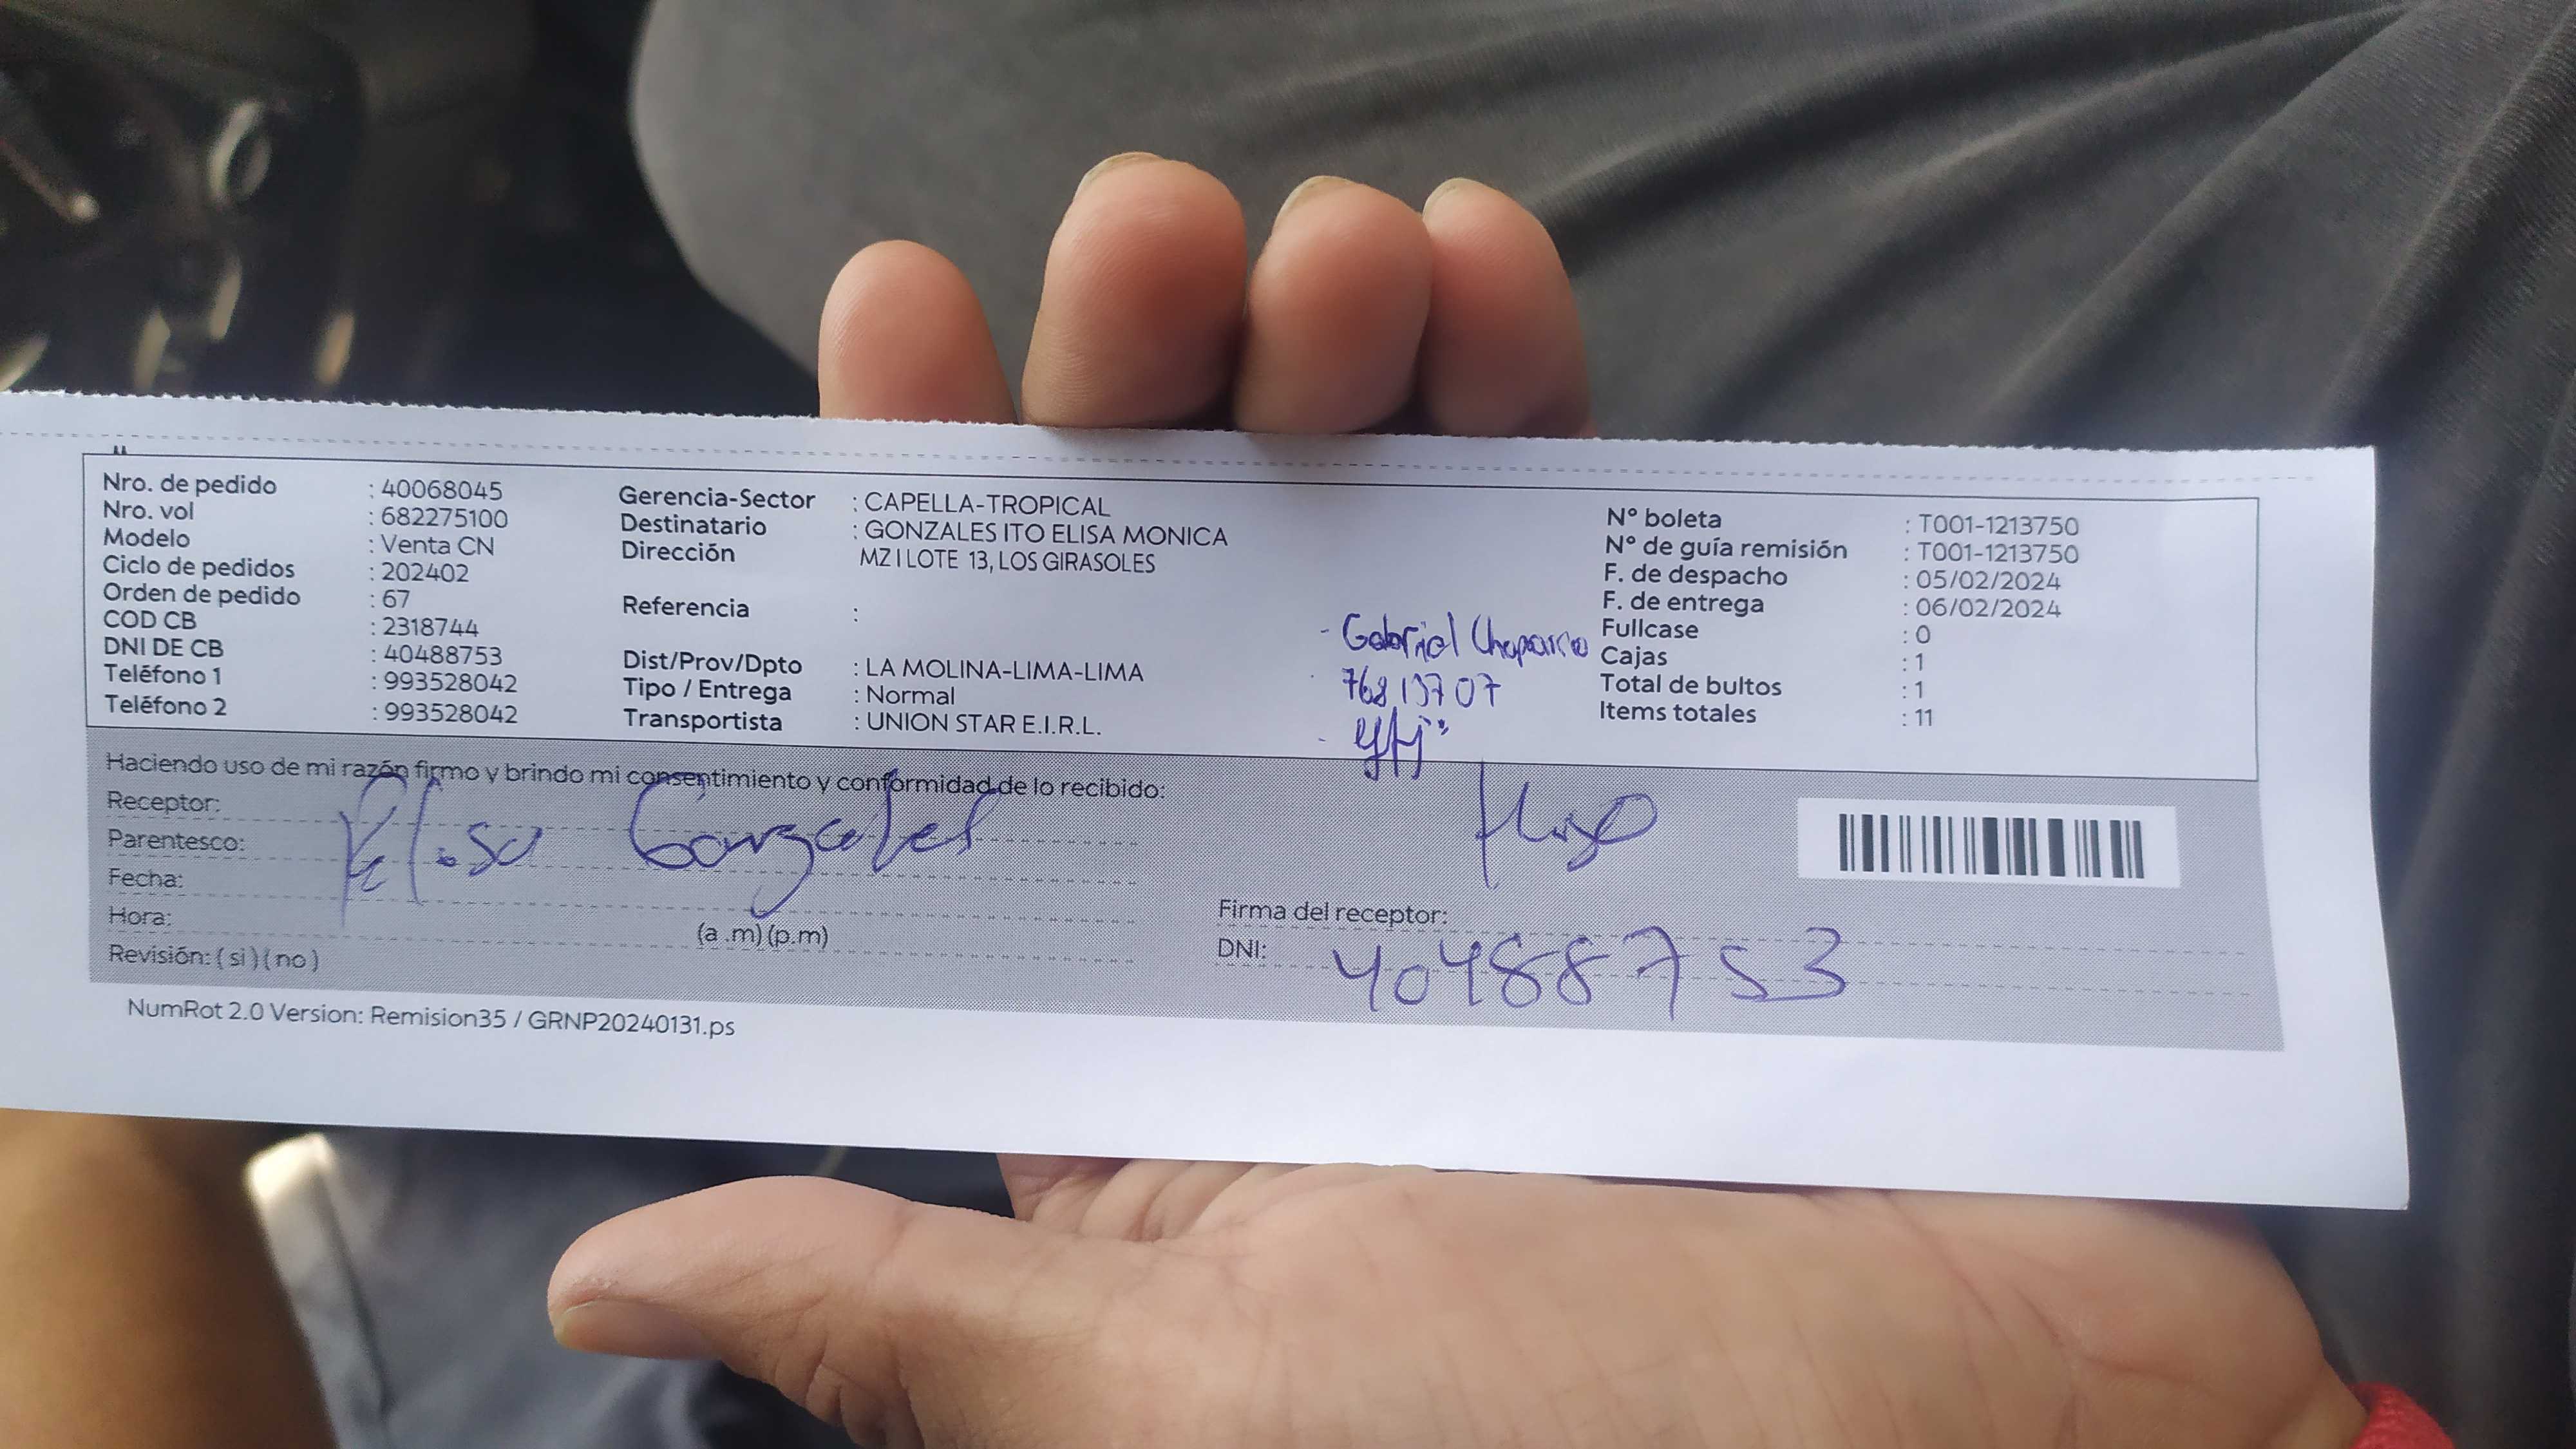 Nro. de pedido : 40068045
Nro. vol : 682275100
Modelo : Venta CN
Ciclo de pedidos : 202402
Orden de pedido : 67
COD CB : 2318744
DNI DE CB : 40488753
Teléfono 1 : 993528042
Teléfono 2 : 993528042
Gerencia-Sector : CAPELLA-TROPICAL
Destinatario : GONZALES ITO ELISA MONICA
Dirección MZ I LOTE 13, LOS GIRASOLES
Referencia :
Dist/Prov/Dpto : LA MOLINA-LIMA-LIMA
Tipo / Entrega : Normal
Transportista : UNION STAR E.I.R.L.
- Gabriel Chaparro
N° boleta : T001-1213750
N° de guía remisión : T001-1213750
F. de despacho : 05/02/2024
F. de entrega : 06/02/2024
Fullcase : 0
Cajas : 1
Total de bultos : 1
Items totales : 11
Haciendo uso de mi razón firmo y brindo mi consentimiento y conformidad de lo recibido:
Receptor:
Parentesco: Elisa Gonzales
Fecha:
Hora: (a .m) (p.m)
Revisión: ( si ) ( no )
Firma del receptor:
DNI: 40488753
NumRot 2.0 Version: Remision35 / GRNP20240131.ps